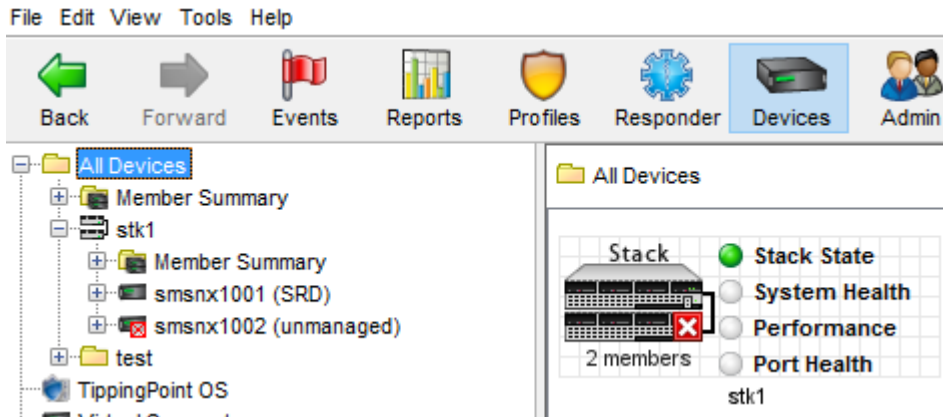 File Edit View Tools Help
Back Forward Events Reports Profiles Responder Devices Admin
All Devices
Member Summary
stk1
Member Summary
smsnx1001 (SRD)
smsnx1002 (unmanaged)
test
TippingPoint OS
All Devices
Stack
2 members
Stack State
System Health
Performance
Port Health
stk1